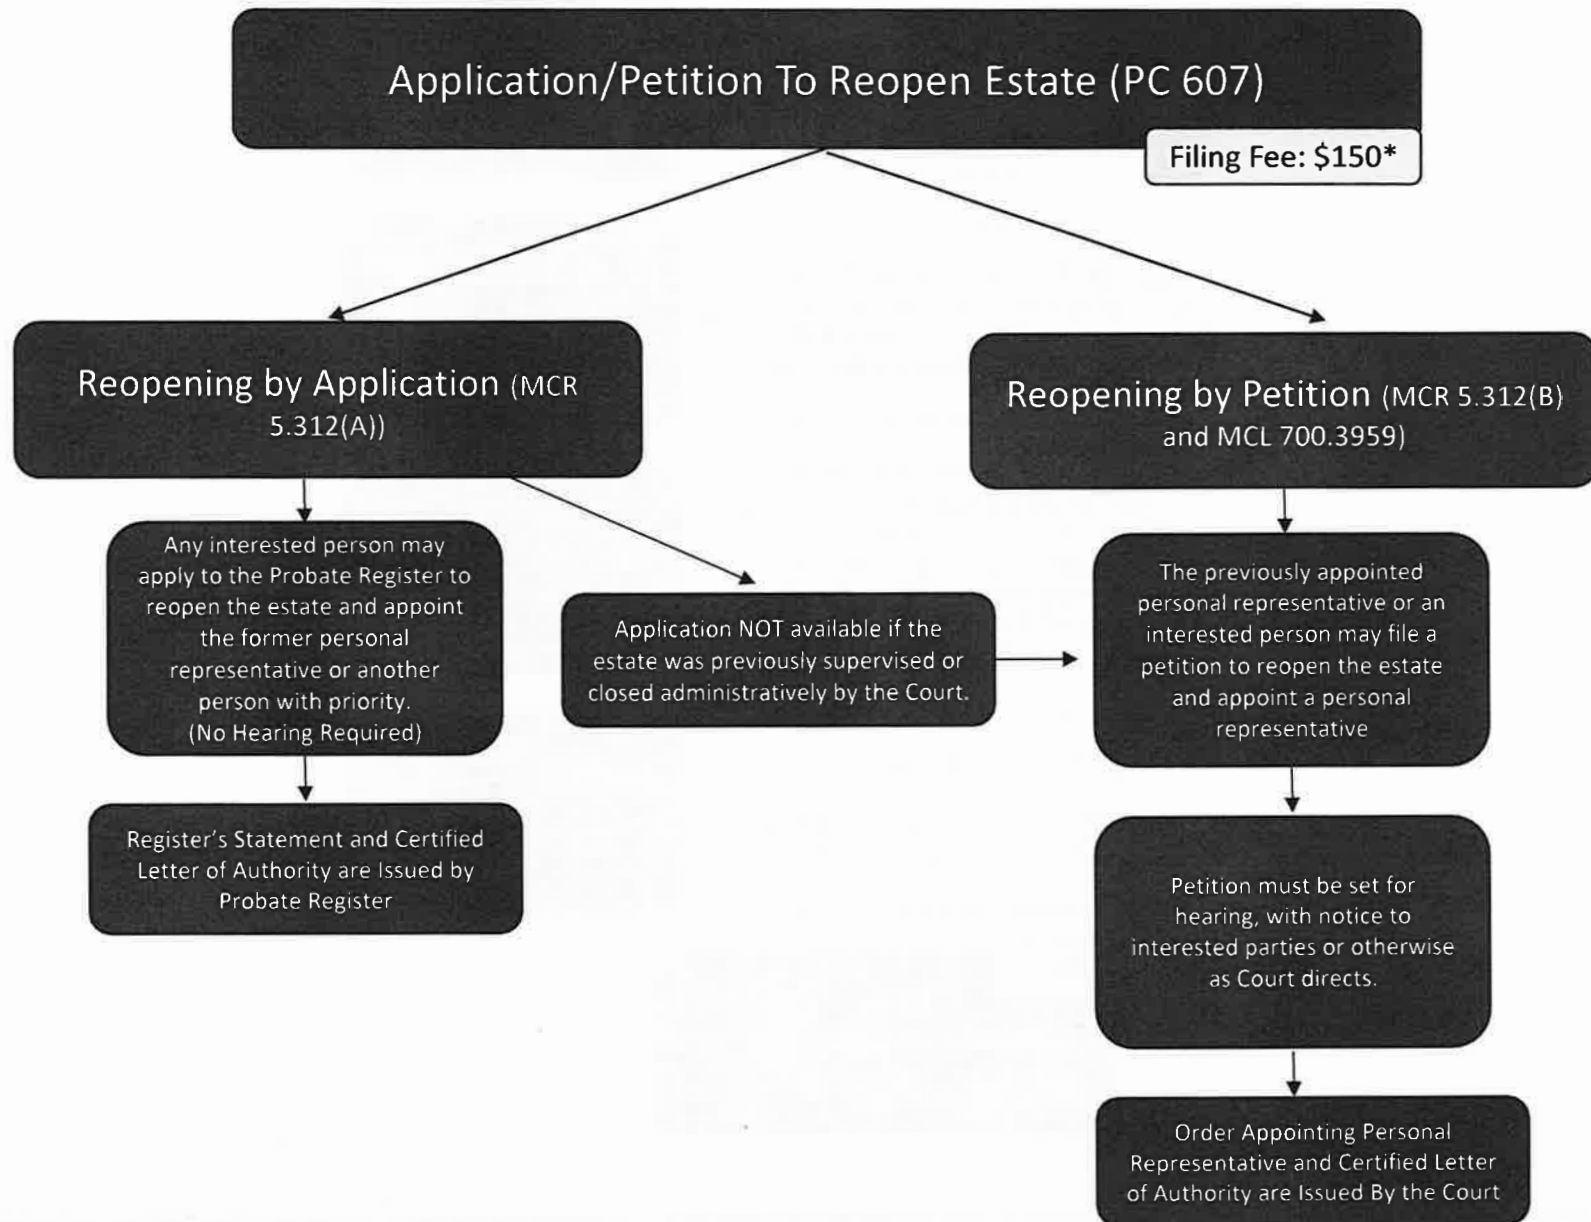 Application/Petition To Reopen Estate (PC 607)
Filing Fee: $150*
Reopening by Application (MCR
5.312(A))
Reopening by Petition (MCR 5.312(B)
and MCL 700.3959)
Any interested person may
apply to the Probate Register to
reopen the estate and appoint
the former personal
representative or another
person with priority.
(No Hearing Required)
Application NOT available if the
estate was previously supervised or
closed administratively by the Court.
The previously appointed
personal representative or an
interested person may file a
petition to reopen the estate
and appoint a personal
representative
Register's Statement and Certified
Letter of Authority are Issued by
Probate Register
Petition must be set for
hearing, with notice to
interested parties or otherwise
as Court directs.
Order Appointing Personal
Representative and Certified Letter
of Authority are Issued By the Court